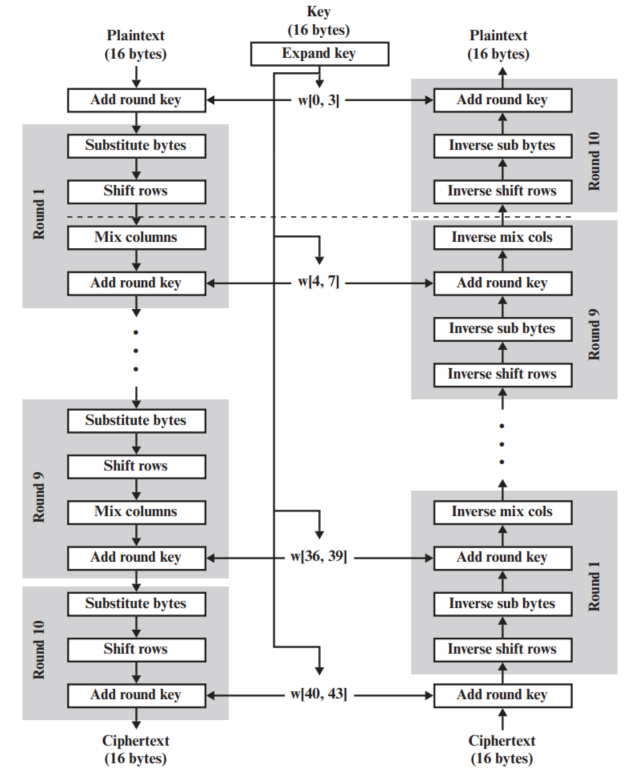 Key
(16 bytes)
Expand key
Plaintext
(16 bytes)
Add round key
Round 1
Substitute bytes
Shift rows
Mix columns
Add round key
Round 9
Substitute bytes
Shift rows
Mix columns
Add round key
Round 10
Substitute bytes
Shift rows
Add round key
Ciphertext
(16 bytes)
w[0, 3]
w[4, 7]
w[36, 39]
w[40, 43]
Plaintext
(16 bytes)
Add round key
Inverse sub bytes
Inverse shift rows
Round 10
Inverse mix cols
Add round key
Inverse sub bytes
Inverse shift rows
Round 9
Inverse mix cols
Add round key
Inverse sub bytes
Inverse shift rows
Round 1
Add round key
Ciphertext
(16 bytes)